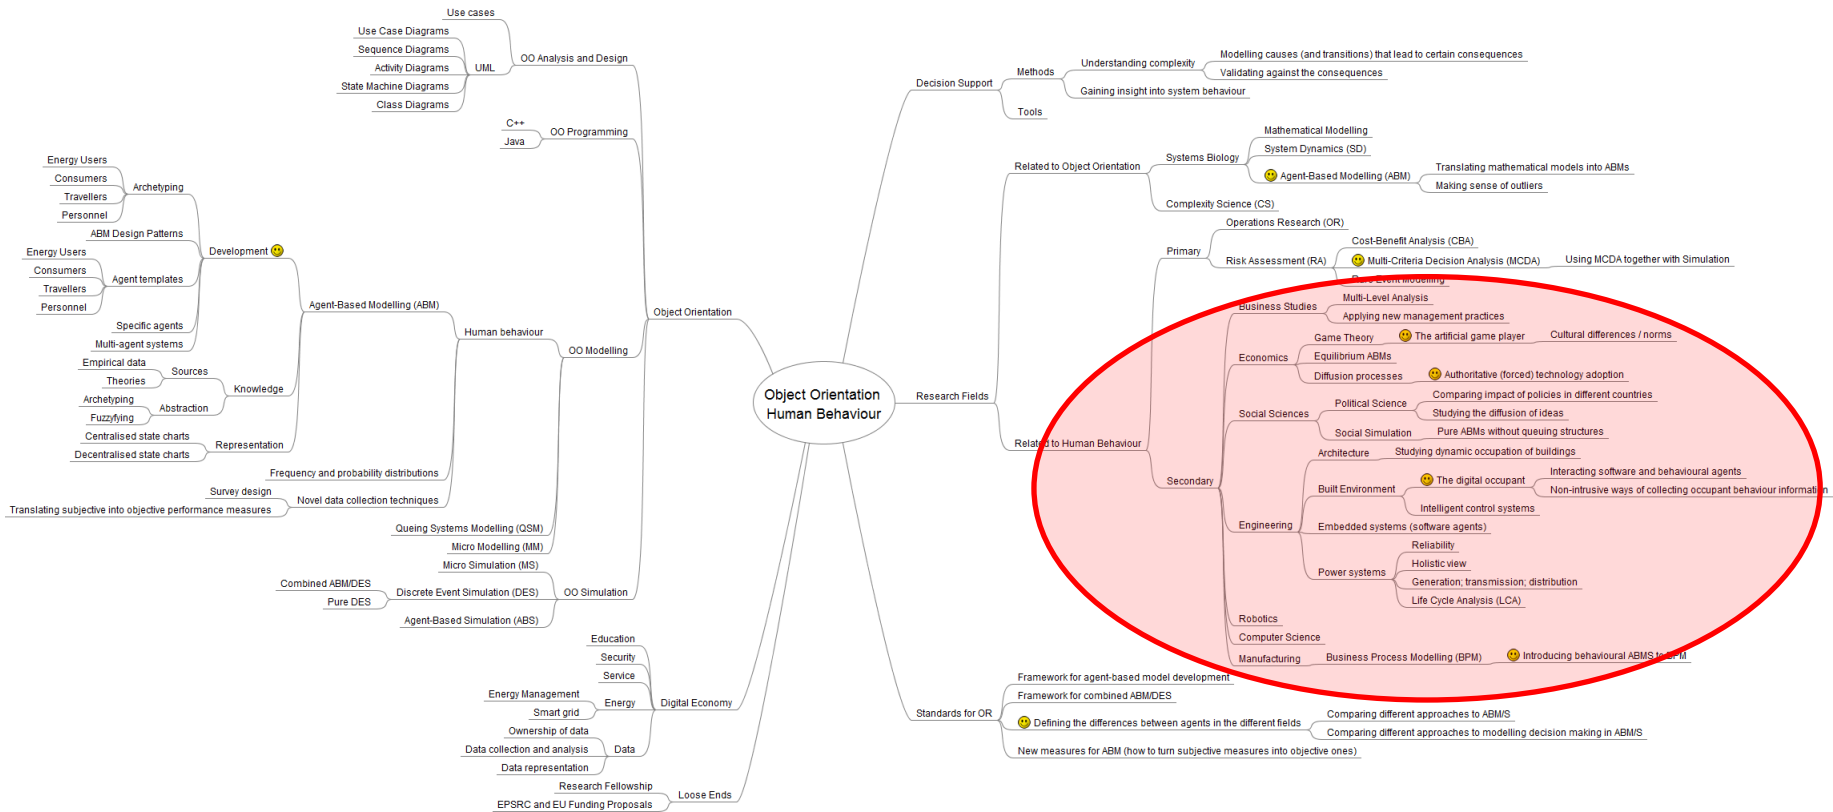 Use cases
Use Case Diagrams
Sequence Diagrams
Activity Diagrams
State Machine Diagrams
Class Diagrams
UML
OO Analysis and Design
C++
Java
OO Programming
Energy Users
Consumers
Travellers
Personnel
Archetyping
ABM Design Patterns
Energy Users
Consumers
Travellers
Personnel
Agent templates
Specific agents
Multi-agent systems
Development
Empirical data
Theories
Sources
Archetyping
Fuzzyfying
Abstraction
Knowledge
Centralised state charts
Decentralised state charts
Representation
Agent-Based Modelling (ABM)
Frequency and probability distributions
Survey design
Translating subjective into objective performance measures
Novel data collection techniques
Human behaviour
Queing Systems Modelling (QSM)
Micro Modelling (MM)
OO Modelling
Micro Simulation (MS)
Combined ABM/DES
Pure DES
Discrete Event Simulation (DES)
Agent-Based Simulation (ABS)
OO Simulation
Object Orientation
Education
Security
Service
Energy Management
Smart grid
Energy
Ownership of data
Data collection and analysis
Data representation
Data
Digital Economy
Research Fellowship
EPSRC and EU Funding Proposals
Loose Ends
Object Orientation
Human Behaviour
Decision Support
Methods
Understanding complexity
Modelling causes (and transitions) that lead to certain consequences
Validating against the consequences
Gaining insight into system behaviour
Tools
Research Fields
Related to Object Orientation
Systems Biology
Mathematical Modelling
System Dynamics (SD)
Agent-Based Modelling (ABM)
Translating mathematical models into ABMs
Making sense of outliers
Complexity Science (CS)
Related to Human Behaviour
Primary
Operations Research (OR)
Risk Assessment (RA)
Cost-Benefit Analysis (CBA)
Multi-Criteria Decision Analysis (MCDA)
Using MCDA together with Simulation
Event Modelling
Secondary
Business Studies
Multi-Level Analysis
Applying new management practices
Economics
Game Theory
The artificial game player
Cultural differences / norms
Equilibrium ABMs
Diffusion processes
Authoritative (forced) technology adoption
Social Sciences
Political Science
Comparing impact of policies in different countries
Studying the diffusion of ideas
Social Simulation
Pure ABMs without queuing structures
Engineering
Architecture
Studying dynamic occupation of buildings
Built Environment
The digital occupant
Interacting software and behavioural agents
Non-intrusive ways of collecting occupant behaviour information
Intelligent control systems
Embedded systems (software agents)
Power systems
Reliability
Holistic view
Generation; transmission; distribution
Life Cycle Analysis (LCA)
Robotics
Computer Science
Manufacturing
Business Process Modelling (BPM)
Introducing behavioural ABMS to BPM
Standards for OR
Framework for agent-based model development
Framework for combined ABM/DES
Defining the differences between agents in the different fields
Comparing different approaches to ABM/S
Comparing different approaches to modelling decision making in ABM/S
New measures for ABM (how to turn subjective measures into objective ones)